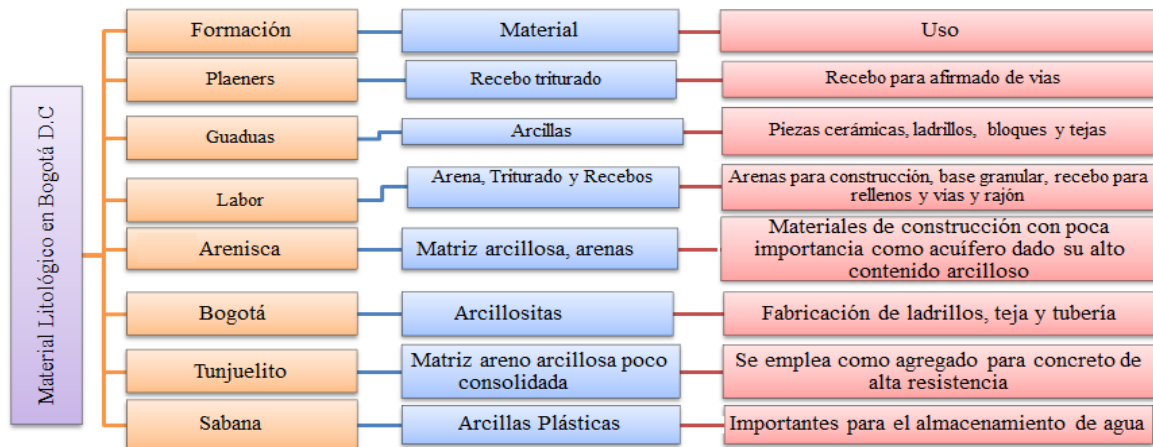 Material Litológico en Bogotá D.C
Formación
Material
Uso
Plaeners
Recebo triturado
Recebo para afirmado de vias
Guaduas
Arcillas
Piezas cerámicas, ladrillos, bloques y tejas
Labor
Arena, Triturado y Recebos
Arenas para construcción, base granular, recebo para
rellenos y vías y rajón
Arenisca
Matriz arcillosa, arenas
Materiales de construcción con poca
importancia como acuífero dado su alto
contenido arcilloso
Bogotá
Arcillositas
Fabricación de ladrillos, teja y tubería
Tunjuelito
Matriz areno arcillosa poco
consolidada
Se emplea como agregado para concreto de
alta resistencia
Sabana
Arcillas Plásticas
Importantes para el almacenamiento de agua